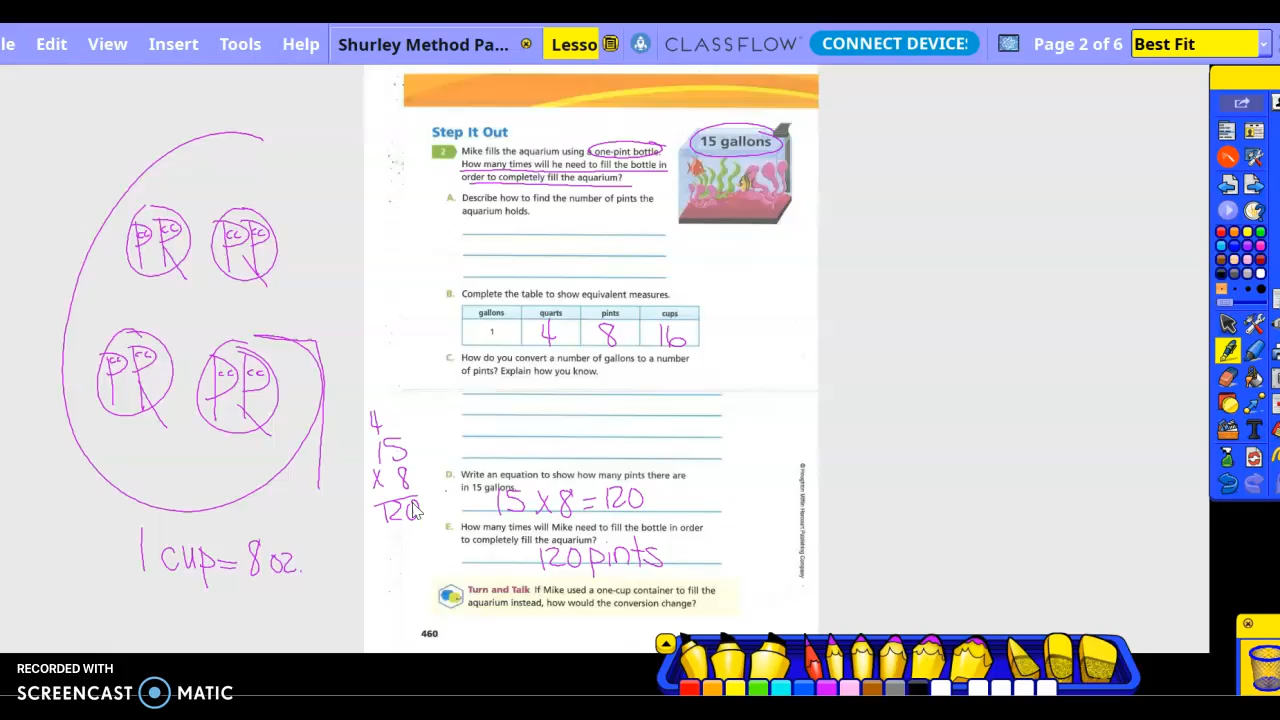 le Edit View Insert Tools Help Shurley Method Pa... Lesso CLASSFLOW CONNECT DEVICES Page 2 of 6 Best Fit
Step It Out
2 Mike fills the aquarium using a one-pint bottle.
How many times will he need to fill the bottle in
order to completely fill the aquarium?
15 gallons
A. Describe how to find the number of pints the
aquarium holds.
B. Complete the table to show equivalent measures.
gallons quarts pints cups
1 4 8 16
C. How do you convert a number of gallons to a number
of pints? Explain how you know.
D. Write an equation to show how many pints there are
in 15 gallons.
15 x 8 = 120
E. How many times will Mike need to fill the bottle in order
to completely fill the aquarium?
120 pints
Turn and Talk If Mike used a one-cup container to fill the
aquarium instead, how would the conversion change?
460
© Houghton Mifflin Harcourt Publishing Company
P P P P
c c c c
P P P P
c c c c
4
15
x 8
120
1 cup = 8 oz.
RECORDED WITH
SCREENCAST MATIC